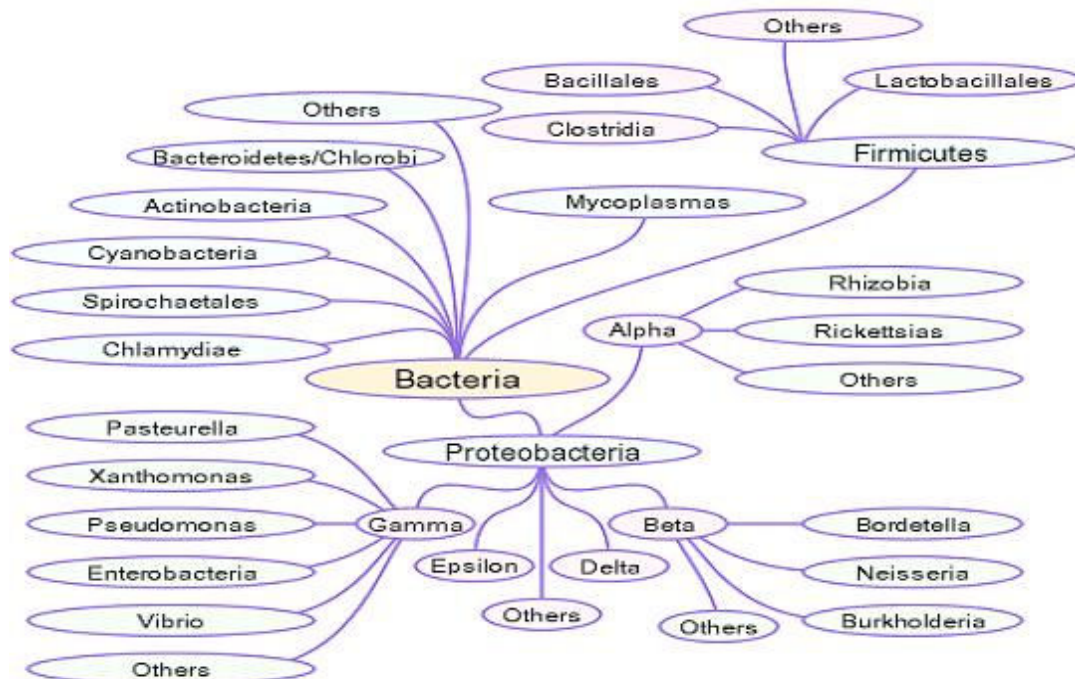 Others
Bacillales
Lactobacillales
Others
Clostridia
Bacteroidetes/Chlorobi
Firmicutes
Actinobacteria
Mycoplasmas
Cyanobacteria
Rhizobia
Spirochaetales
Alpha
Rickettsias
Chlamydiae
Bacteria
Others
Pasteurella
Proteobacteria
Xanthomonas
Pseudomonas
Gamma
Beta
Bordetella
Enterobacteria
Epsilon
Delta
Neisseria
Vibrio
Others
Others
Burkholderia
Others